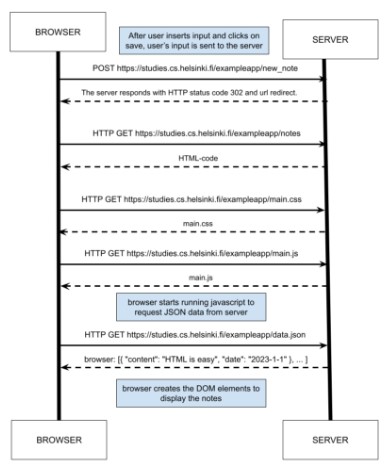 BROWSER
After user inserts input and clicks on
save, user's input is sent to the server
SERVER
POST https://studies.cs.helsinki.fi/exampleapp/new_note
The server responds with HTTP status code 302 and url redirect.
HTTP GET https://studies.cs.helsinki.fi/exampleapp/notes
HTML-code
HTTP GET https://studies.cs.helsinki.fi/exampleapp/main.css
main.css
HTTP GET https://studies.cs.helsinki.fi/exampleapp/main.js
main.js
browser starts running javascript to
request JSON data from server
HTTP GET https://studies.cs.helsinki.fi/exampleapp/data.json
browser: [{ "content": "HTML is easy", "date": "2023-1-1" }, ... ]
browser creates the DOM elements to
display the notes
BROWSER
SERVER